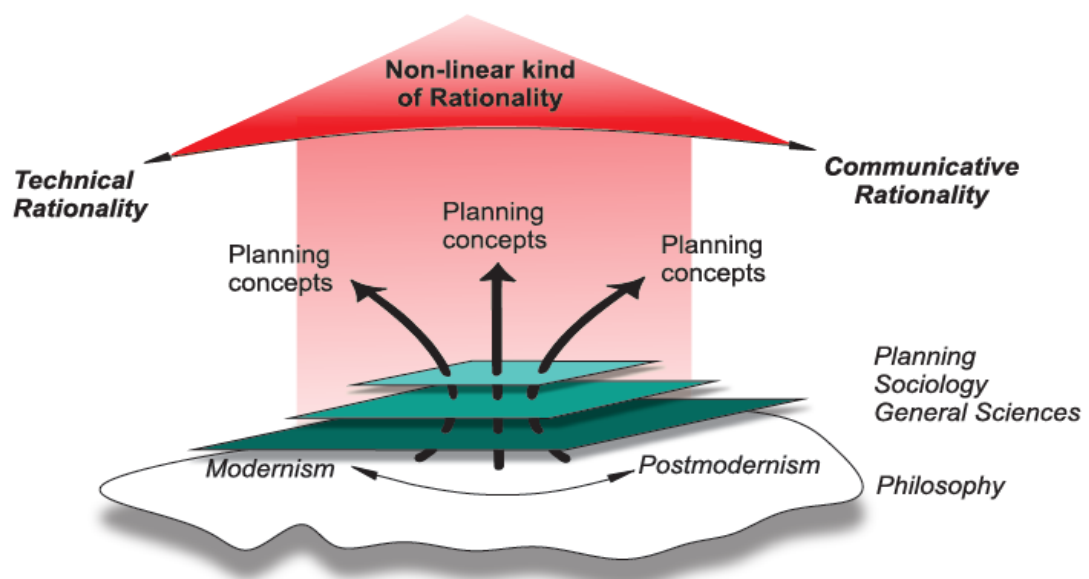 Non-linear kind
of Rationality
Technical
Rationality
Communicative
Rationality
Planning
concepts
Planning
concepts
Planning
concepts
Planning
Sociology
General Sciences
Modernism
Postmodernism
Philosophy